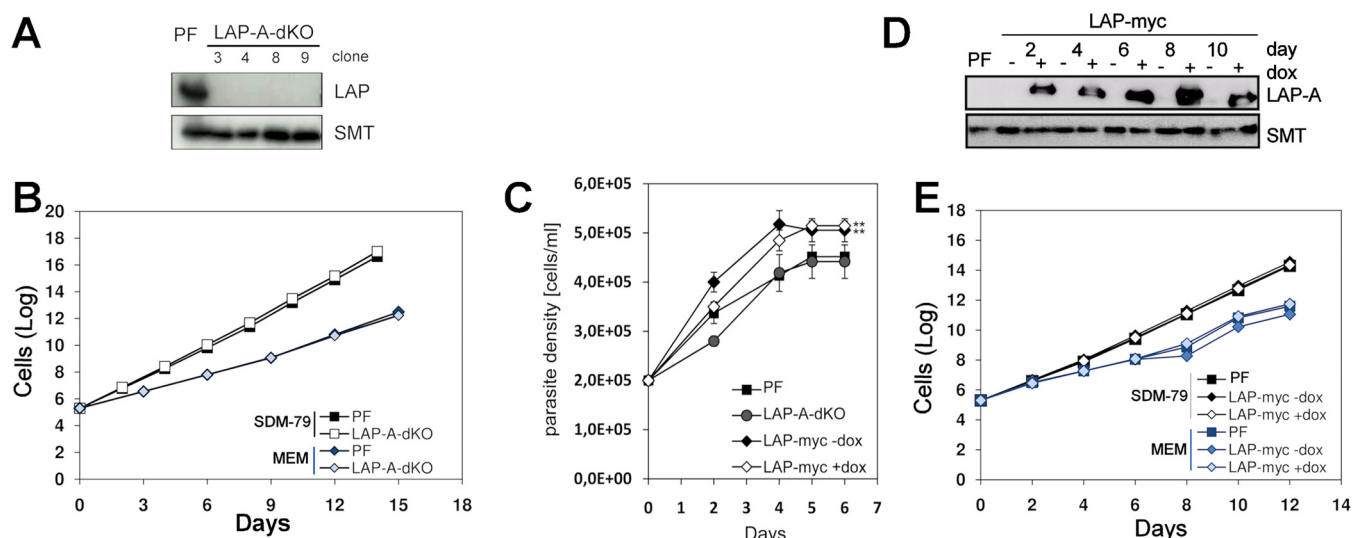 A
PF LAP-A-dKO
3 4 8 9 clone
LAP
SMT
B
20
18
16
14
12
10
8
6
4
2
0
Cells (Log)
0 3 6 9 12 15 18
Days
SDM-79
PF
LAP-A-dKO
MEM
PF
LAP-A-dKO
C
6,0E+05
5,0E+05
4,0E+05
3,0E+05
2,0E+05
1,0E+05
0,0E+00
parasite density [cells/ml]
**
**
PF
LAP-A-dKO
LAP-myc -dox
LAP-myc +dox
0 1 2 3 4 5 6 7
Days
D
LAP-myc
2 4 6 8 10 day
PF - + - + - + - + - + dox
LAP-A
SMT
E
18
16
14
12
10
8
6
4
2
0
Cells (Log)
SDM-79
PF
LAP-myc -dox
LAP-myc +dox
MEM
PF
LAP-myc -dox
LAP-myc +dox
0 2 4 6 8 10 12 14
Days